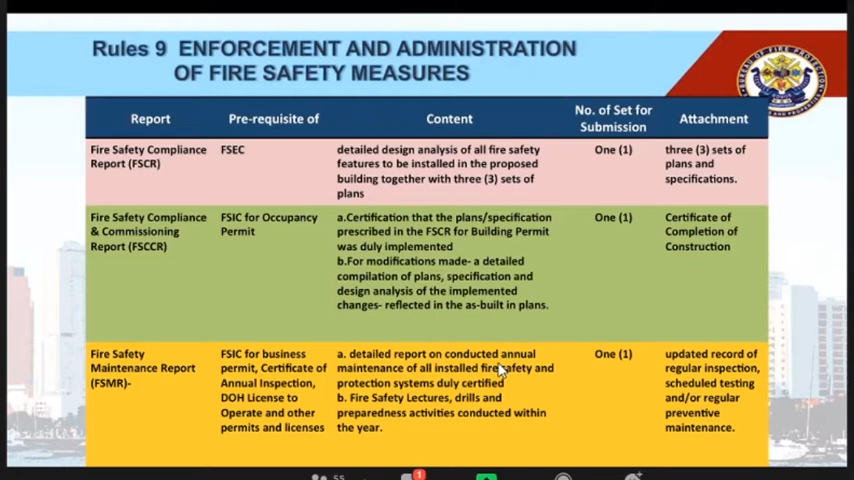 Rules 9 ENFORCEMENT AND ADMINISTRATION
OF FIRE SAFETY MEASURES
BUREAU OF FIRE PROTECTION
Report
Pre-requisite of
Content
No. of Set for
Submission
Attachment
Fire Safety Compliance
Report (FSCR)
FSEC
detailed design analysis of all fire safety
features to be installed in the proposed
building together with three (3) sets of
plans
One (1)
three (3) sets of
plans and
specifications.
Fire Safety Compliance
& Commissioning
Report (FSCCR)
FSIC for Occupancy
Permit
a.Certification that the plans/specification
prescribed in the FSCR for Building Permit
was duly implemented
b.For modifications made- a detailed
compilation of plans, specification and
design analysis of the implemented
changes- reflected in the as-built in plans.
One (1)
Certificate of
Completion of
Construction
Fire Safety
Maintenance Report
(FSMR)-
FSIC for business
permit, Certificate of
Annual Inspection,
DOH License to
Operate and other
permits and licenses
a. detailed report on conducted annual
maintenance of all installed fire safety and
protection systems duly certified
b. Fire Safety Lectures, drills and
preparedness activities conducted within
the year.
One (1)
updated record of
regular inspection,
scheduled testing
and/or regular
preventive
maintenance.
55
1